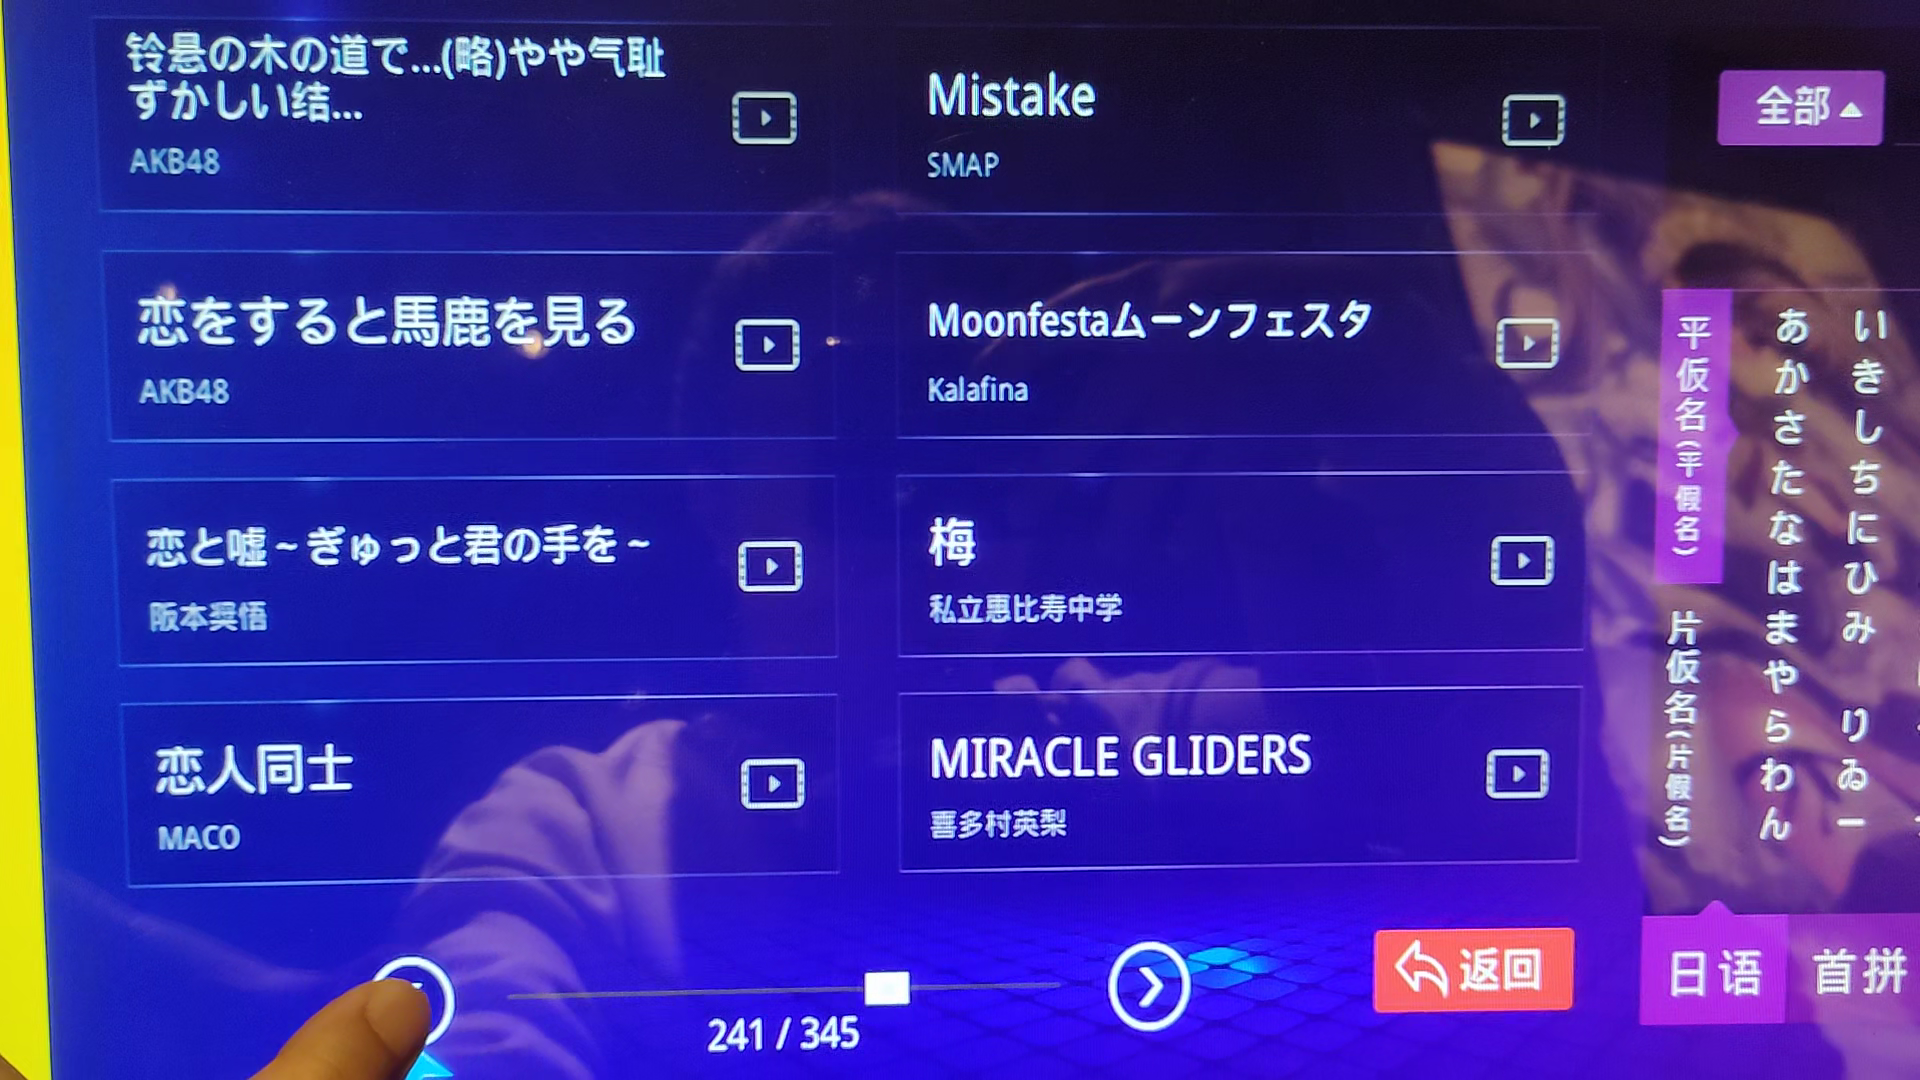 铃悬の木の道で...(略)やや气耻
ずかしい结...
AKB48
Mistake
SMAP
恋をすると馬鹿を見る
AKB48
Moonfestaムーンフェスタ
Kalafina
恋と嘘～ぎゅっと君の手を～
阪本奨悟
梅
私立惠比寿中学
恋人同士
MACO
MIRACLE GLIDERS
喜多村英梨
241 / 345
返回
全部
平仮名(平假名)
片仮名(片假名)
あかさたなはまやらわん
いきしちにひみ りゐー
日语
首拼